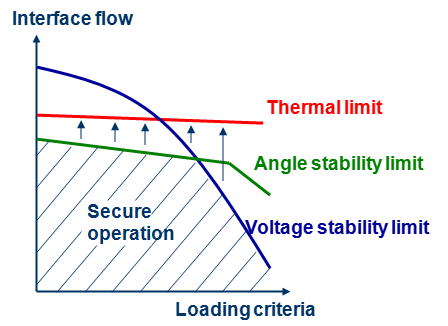 Interface flow
Thermal limit
Angle stability limit
Secure
operation
Voltage stability limit
Loading criteria